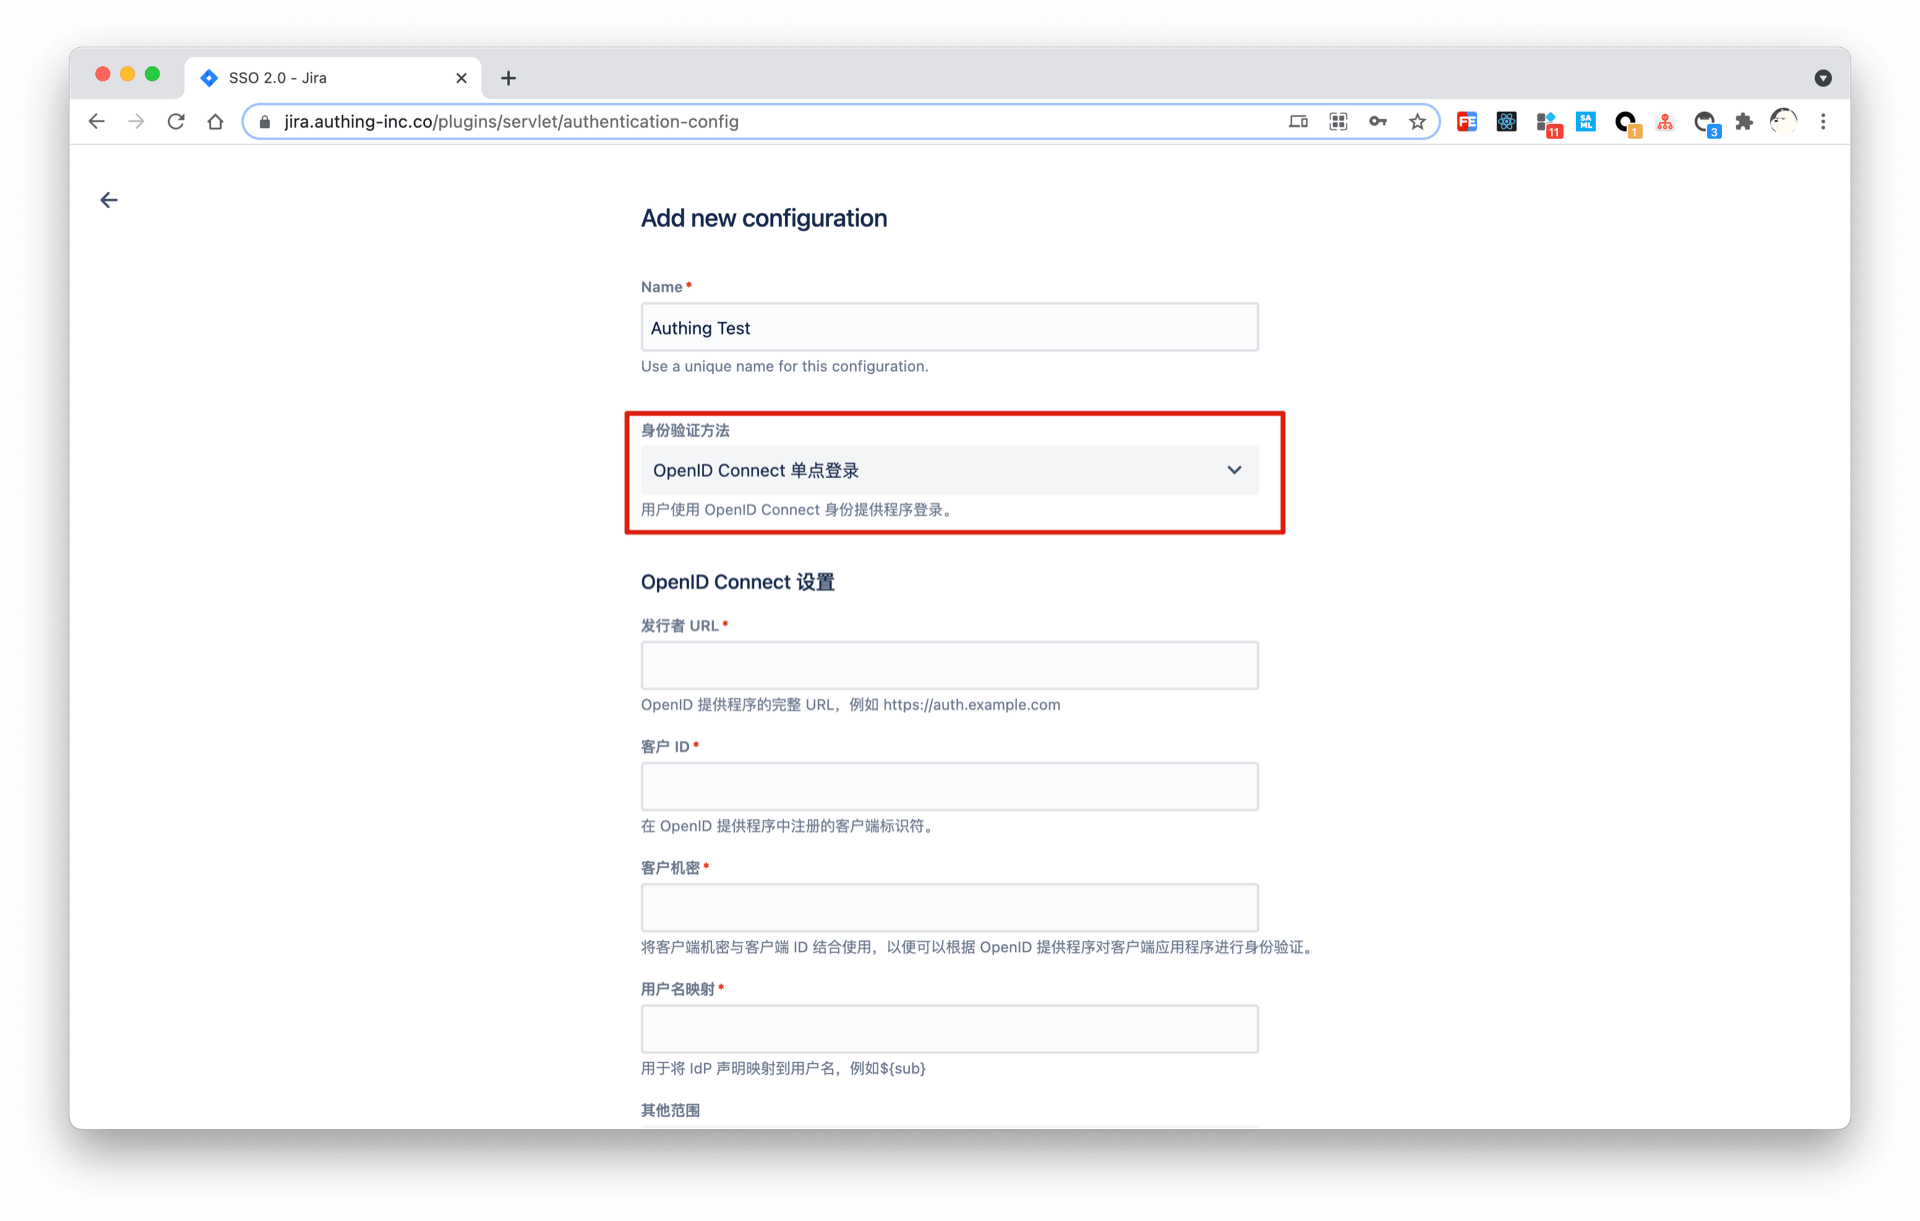 SSO 2.0 - Jira
jira.authing-inc.co/plugins/servlet/authentication-config
FE
11
SA
ML
1
3
Add new configuration
Name *
Authing Test
Use a unique name for this configuration.
身份验证方法
OpenID Connect 单点登录
用户使用 OpenID Connect 身份提供程序登录。
OpenID Connect 设置
发行者 URL *
OpenID 提供程序的完整 URL，例如 https://auth.example.com
客户 ID *
在 OpenID 提供程序中注册的客户端标识符。
客户机密 *
将客户端机密与客户端 ID 结合使用，以便可以根据 OpenID 提供程序对客户端应用程序进行身份验证。
用户名映射 *
用于将 IdP 声明映射到用户名，例如${sub}
其他范围